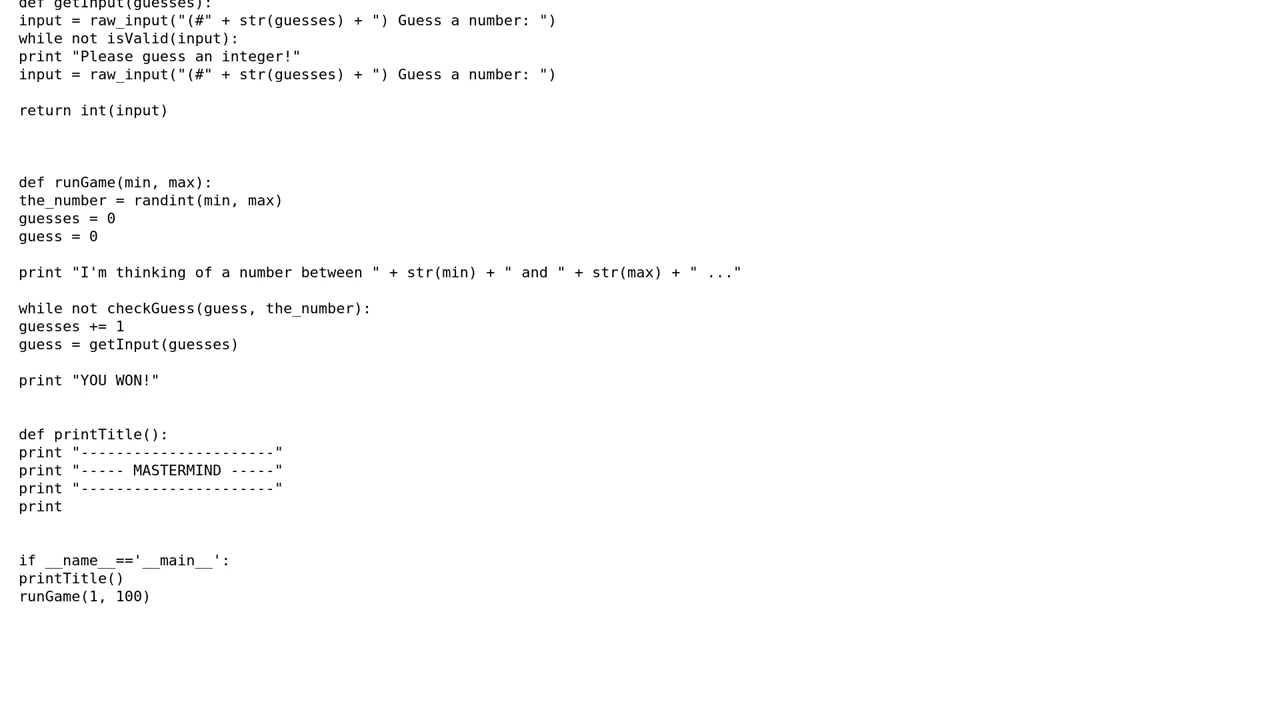 def getInput(guesses):
input = raw_input("(#" + str(guesses) + ") Guess a number: ")
while not isValid(input):
print "Please guess an integer!"
input = raw_input("(#" + str(guesses) + ") Guess a number: ")
return int(input)
def runGame(min, max):
the_number = randint(min, max)
guesses = 0
guess = 0
print "I'm thinking of a number between " + str(min) + " and " + str(max) + " ..."
while not checkGuess(guess, the_number):
guesses += 1
guess = getInput(guesses)
print "YOU WON!"
def printTitle():
print "----------------------"
print "----- MASTERMIND -----"
print "----------------------"
print
if __name__=='__main__':
printTitle()
runGame(1, 100)